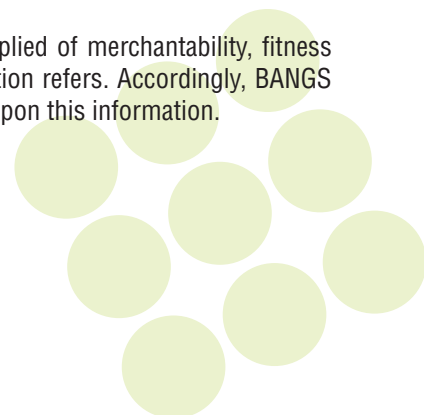 plied of merchantability, fitness
tion refers. Accordingly, BANGS
pon this information.